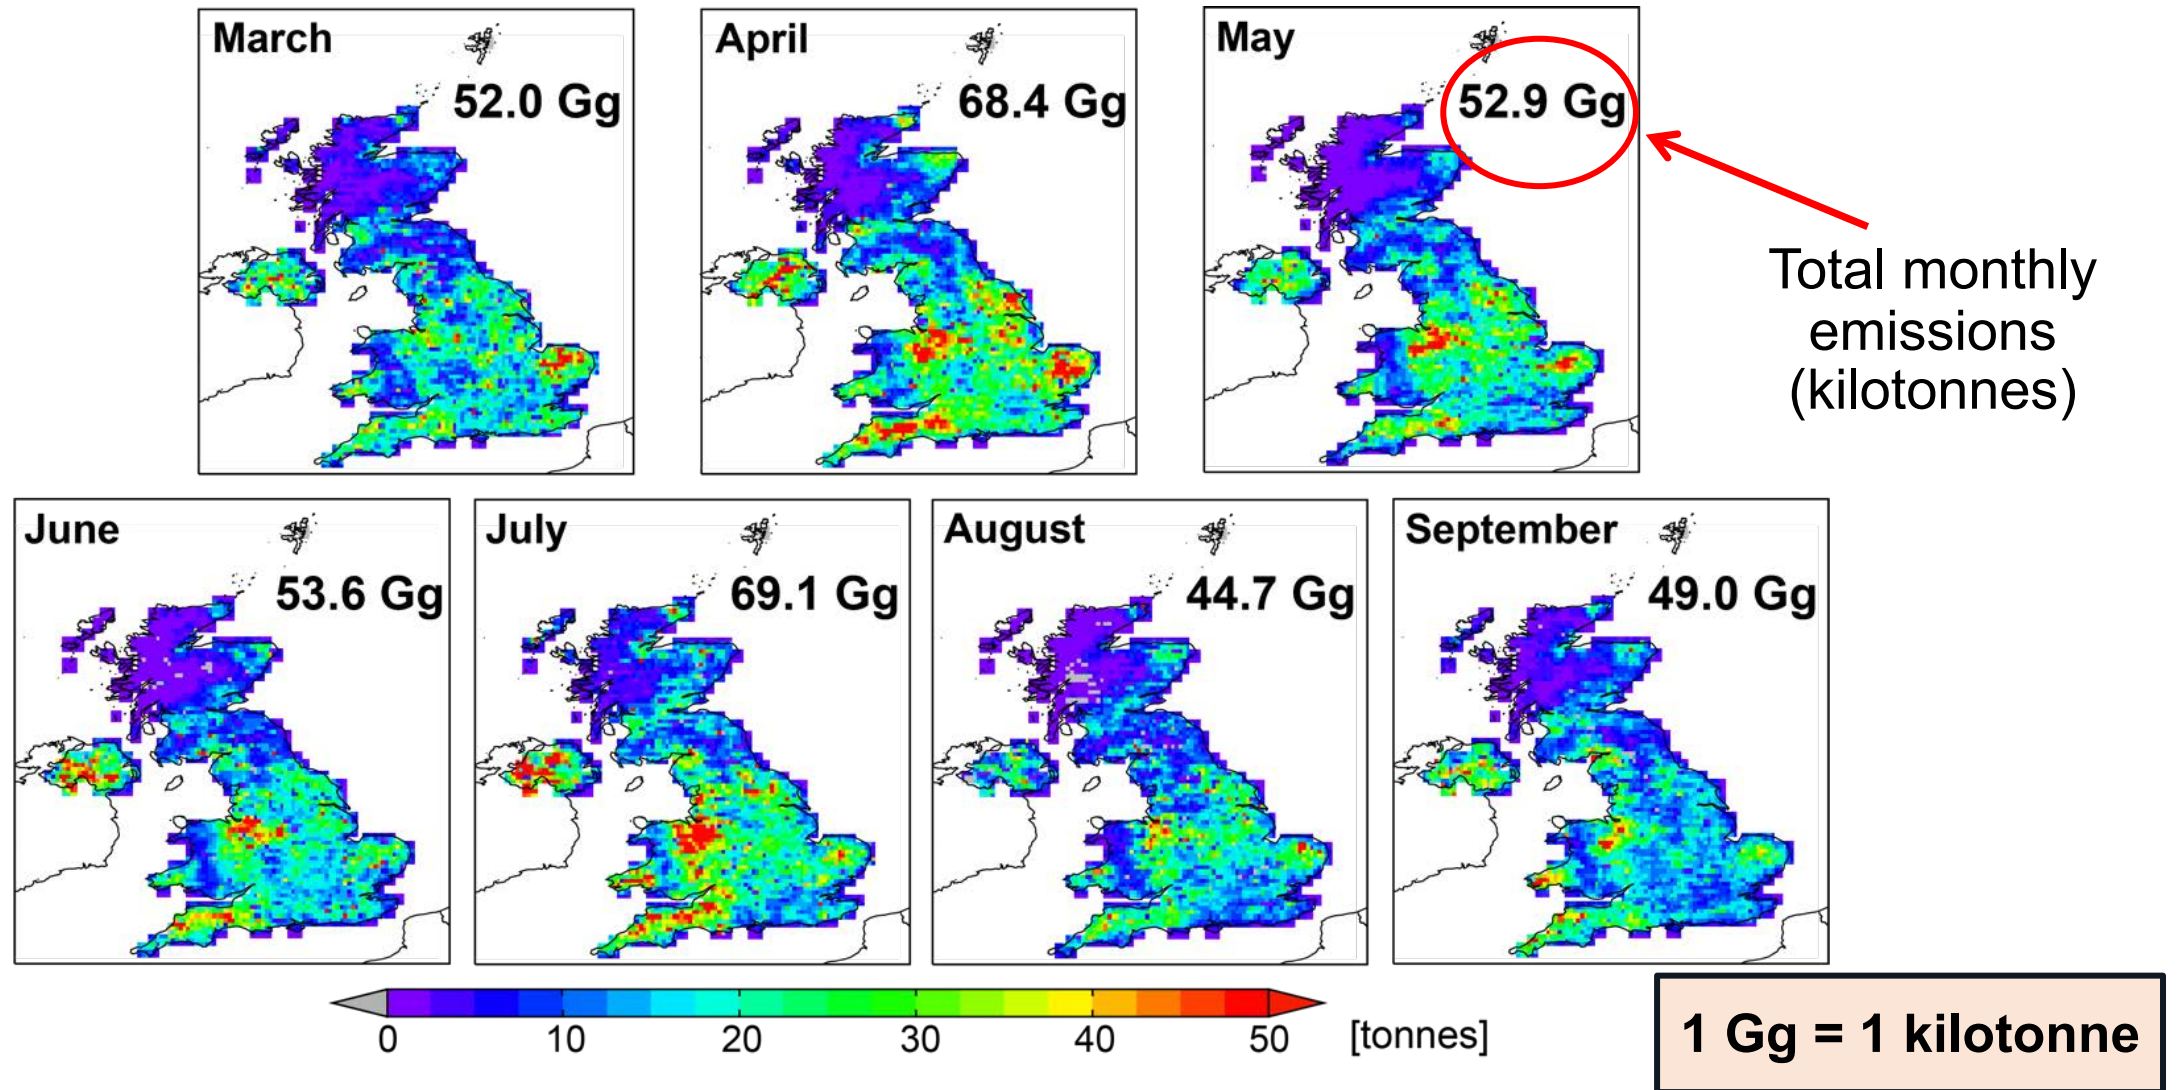 March
52.0 Gg
April
68.4 Gg
May
52.9 Gg
Total monthly
emissions
(kilotonnes)
June
53.6 Gg
July
69.1 Gg
August
44.7 Gg
September
49.0 Gg
0 10 20 30 40 50 [tonnes]
1 Gg = 1 kilotonne